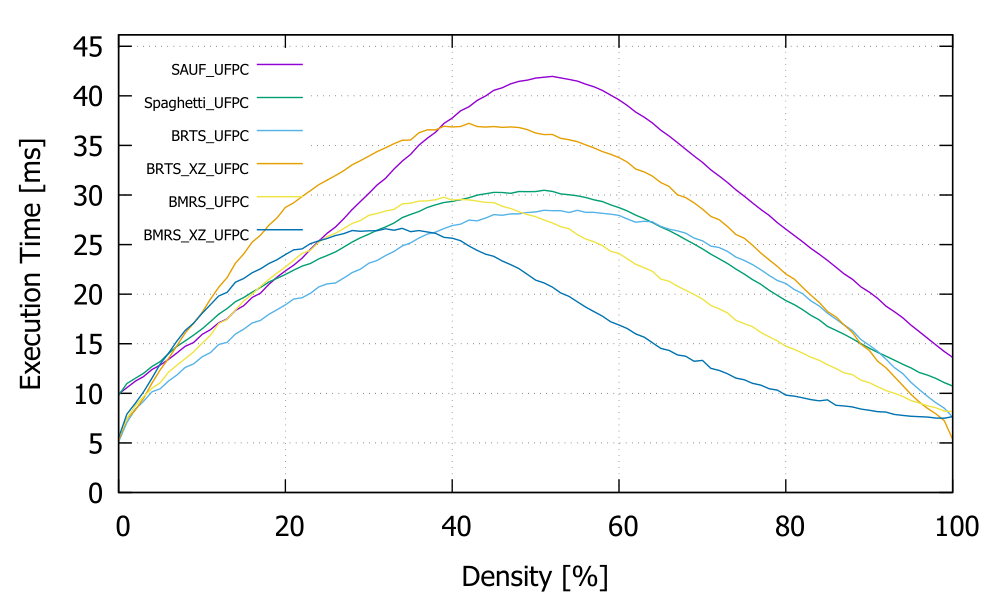 45
40
35
30
25
20
15
10
5
0
Execution Time [ms]
SAUF_UFPC
Spaghetti_UFPC
BRTS_UFPC
BRTS_XZ_UFPC
BMRS_UFPC
BMRS_XZ_UFPC
0 20 40 60 80 100
Density [%]